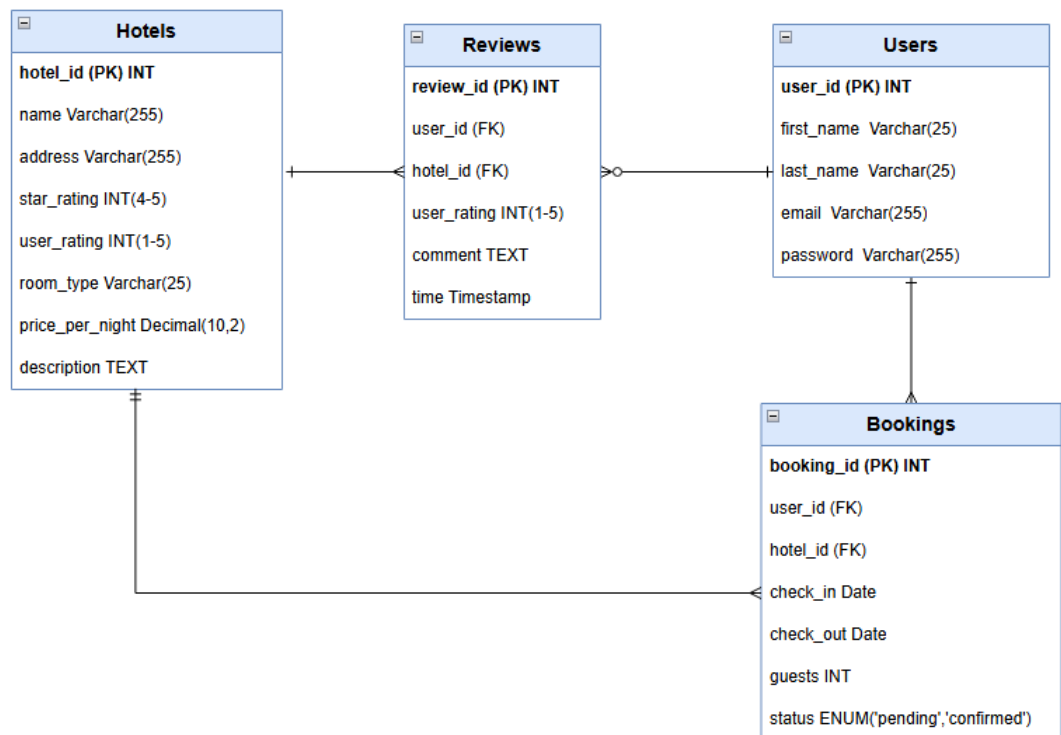 Hotels
hotel_id (PK) INT
name Varchar(255)
address Varchar(255)
star_rating INT(4-5)
user_rating INT(1-5)
room_type Varchar(25)
price_per_night Decimal(10,2)
description TEXT
Reviews
review_id (PK) INT
user_id (FK)
hotel_id (FK)
user_rating INT(1-5)
comment TEXT
time Timestamp
Users
user_id (PK) INT
first_name Varchar(25)
last_name Varchar(25)
email Varchar(255)
password Varchar(255)
Bookings
booking_id (PK) INT
user_id (FK)
hotel_id (FK)
check_in Date
check_out Date
guests INT
status ENUM('pending','confirmed')